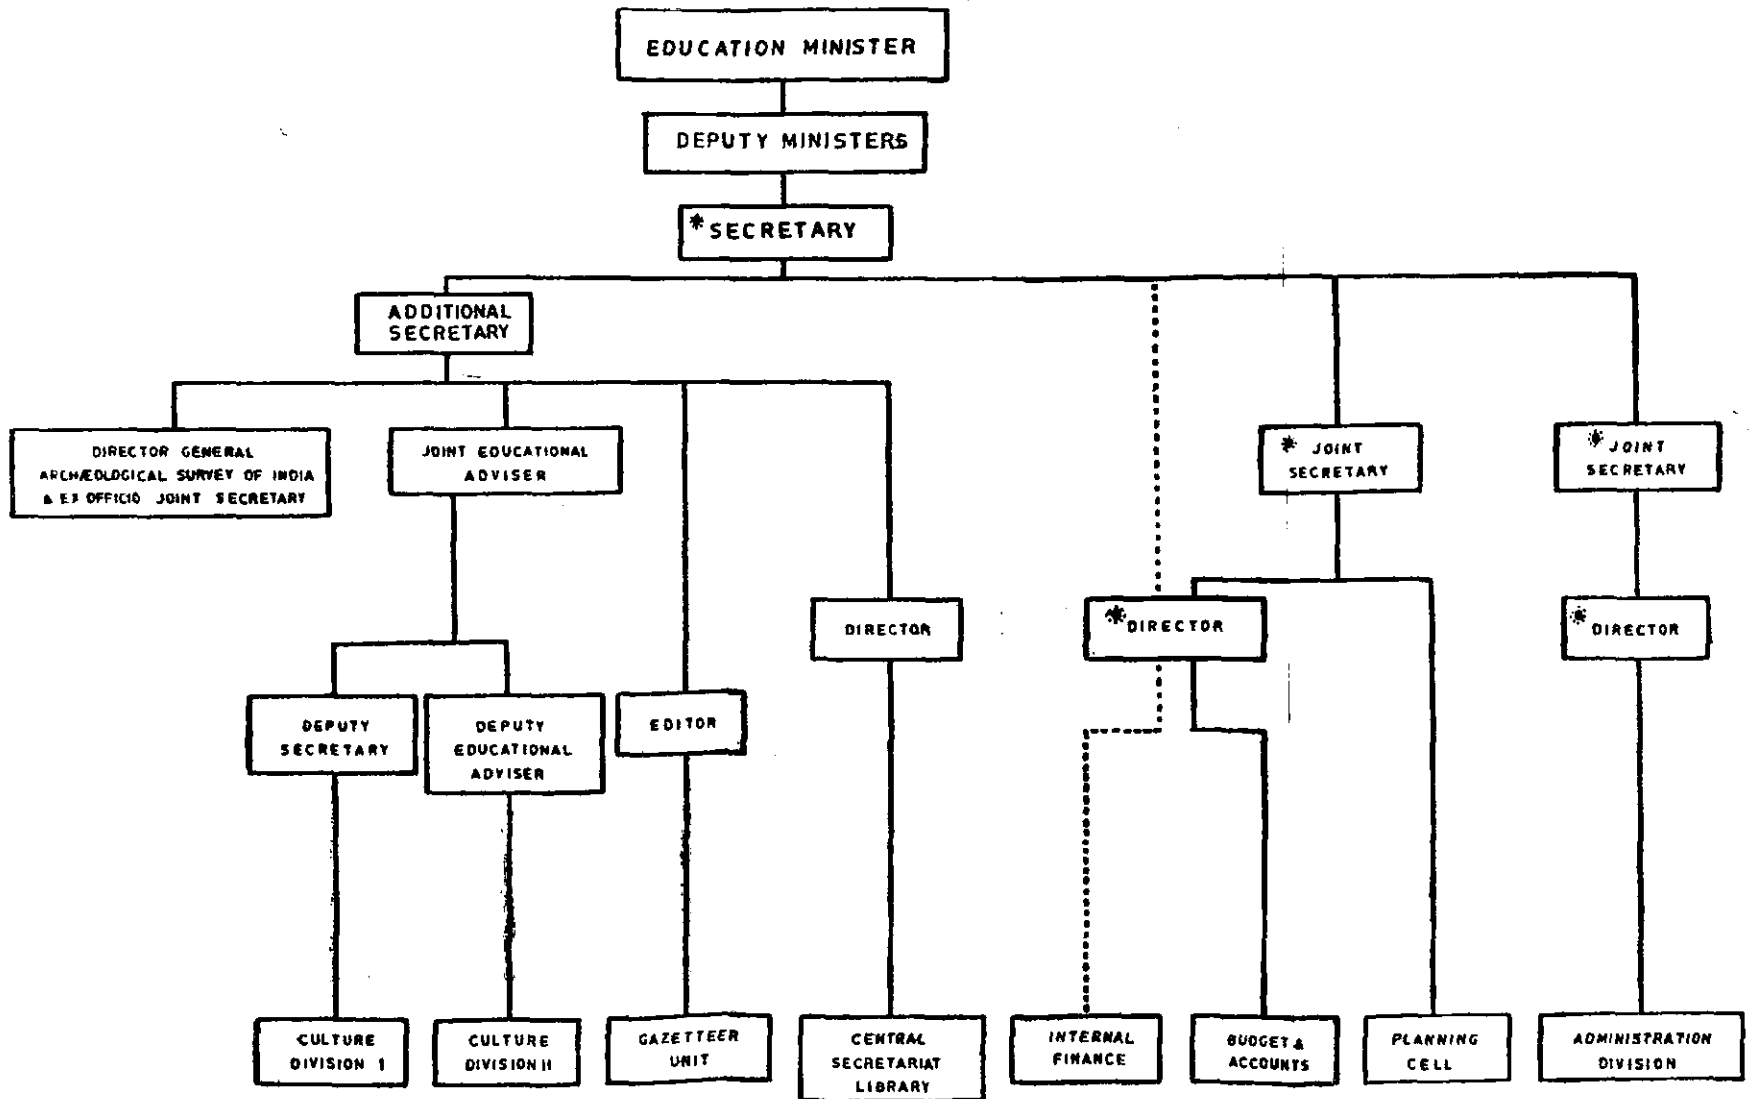 EDUCATION MINISTER
DEPUTY MINISTERS
*SECRETARY
ADDITIONAL
SECRETARY
DIRECTOR GENERAL
ARCHÆOLOGICAL SURVEY OF INDIA
& EX OFFICIO JOINT SECRETARY
JOINT EDUCATIONAL
ADVISER
* JOINT
SECRETARY
* JOINT
SECRETARY
DIRECTOR
*DIRECTOR
* DIRECTOR
DEPUTY
SECRETARY
DEPUTY
EDUCATIONAL
ADVISER
EDITOR
CULTURE
DIVISION I
CULTURE
DIVISION II
GAZETTEER
UNIT
CENTRAL
SECRETARIAT
LIBRARY
INTERNAL
FINANCE
BUDGET &
ACCOUNTS
PLANNING
CELL
ADMINISTRATION
DIVISION